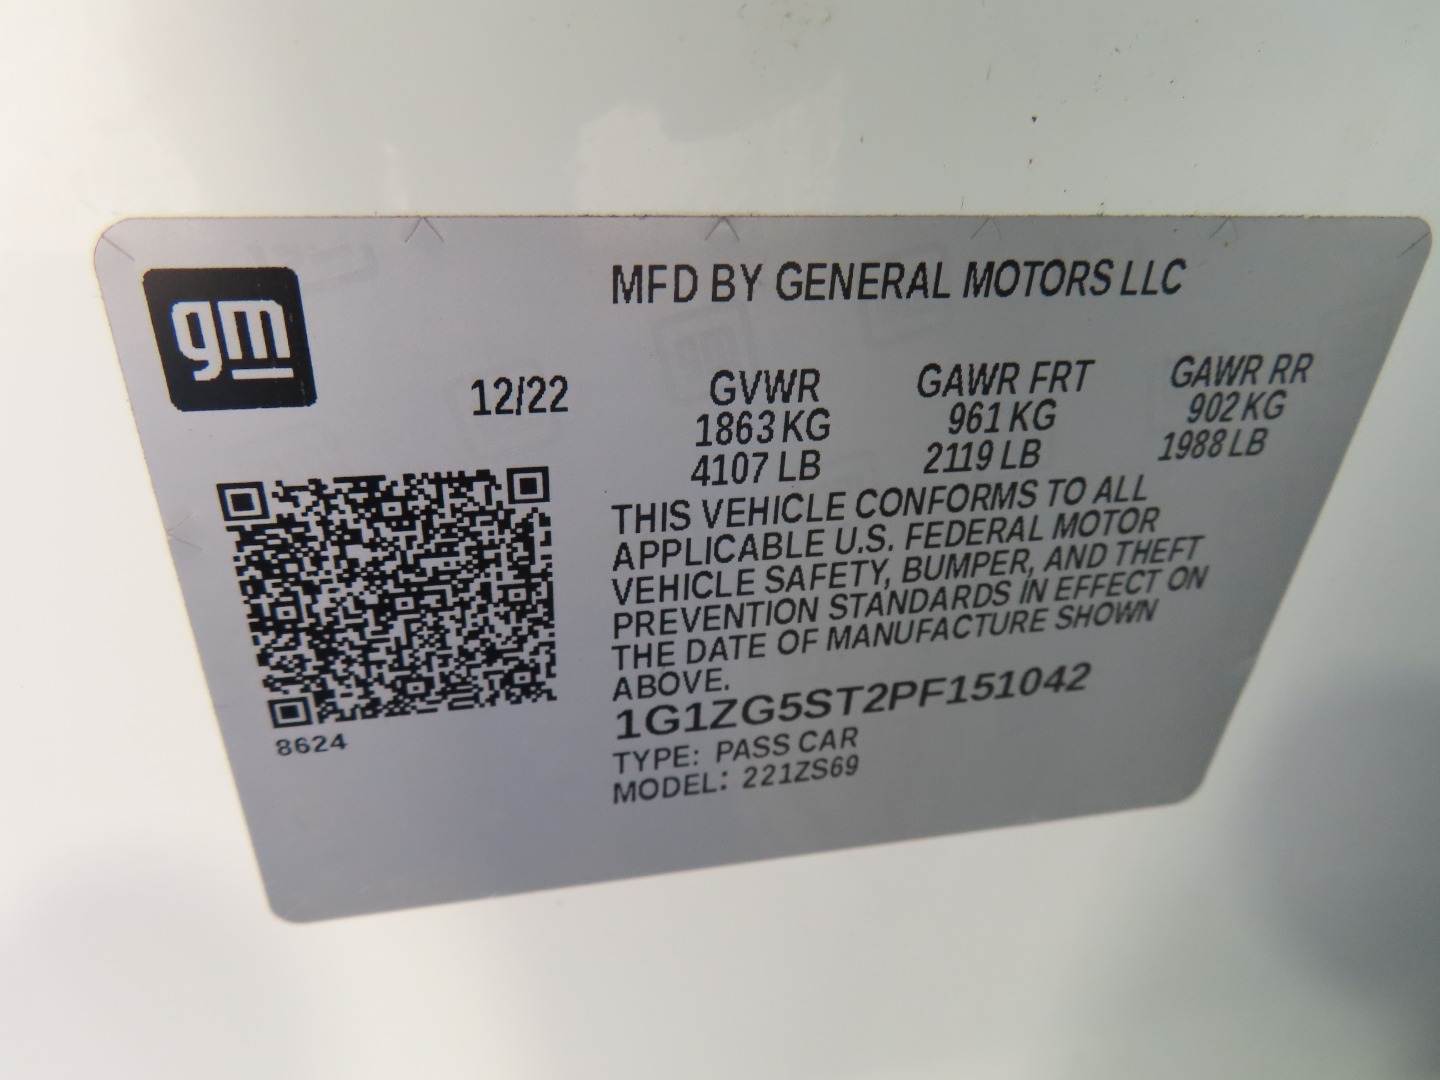 gm
MFD BY GENERAL MOTORS LLC
12/22
GVWR
1863 KG
4107 LB
GAWR FRT
961 KG
2119 LB
GAWR RR
902 KG
1988 LB
THIS VEHICLE CONFORMS TO ALL
APPLICABLE U.S. FEDERAL MOTOR
VEHICLE SAFETY, BUMPER, AND THEFT
PREVENTION STANDARDS IN EFFECT ON
THE DATE OF MANUFACTURE SHOWN
ABOVE.
1G1ZG5ST2PF151042
TYPE: PASS CAR
MODEL: 221ZS69
8624